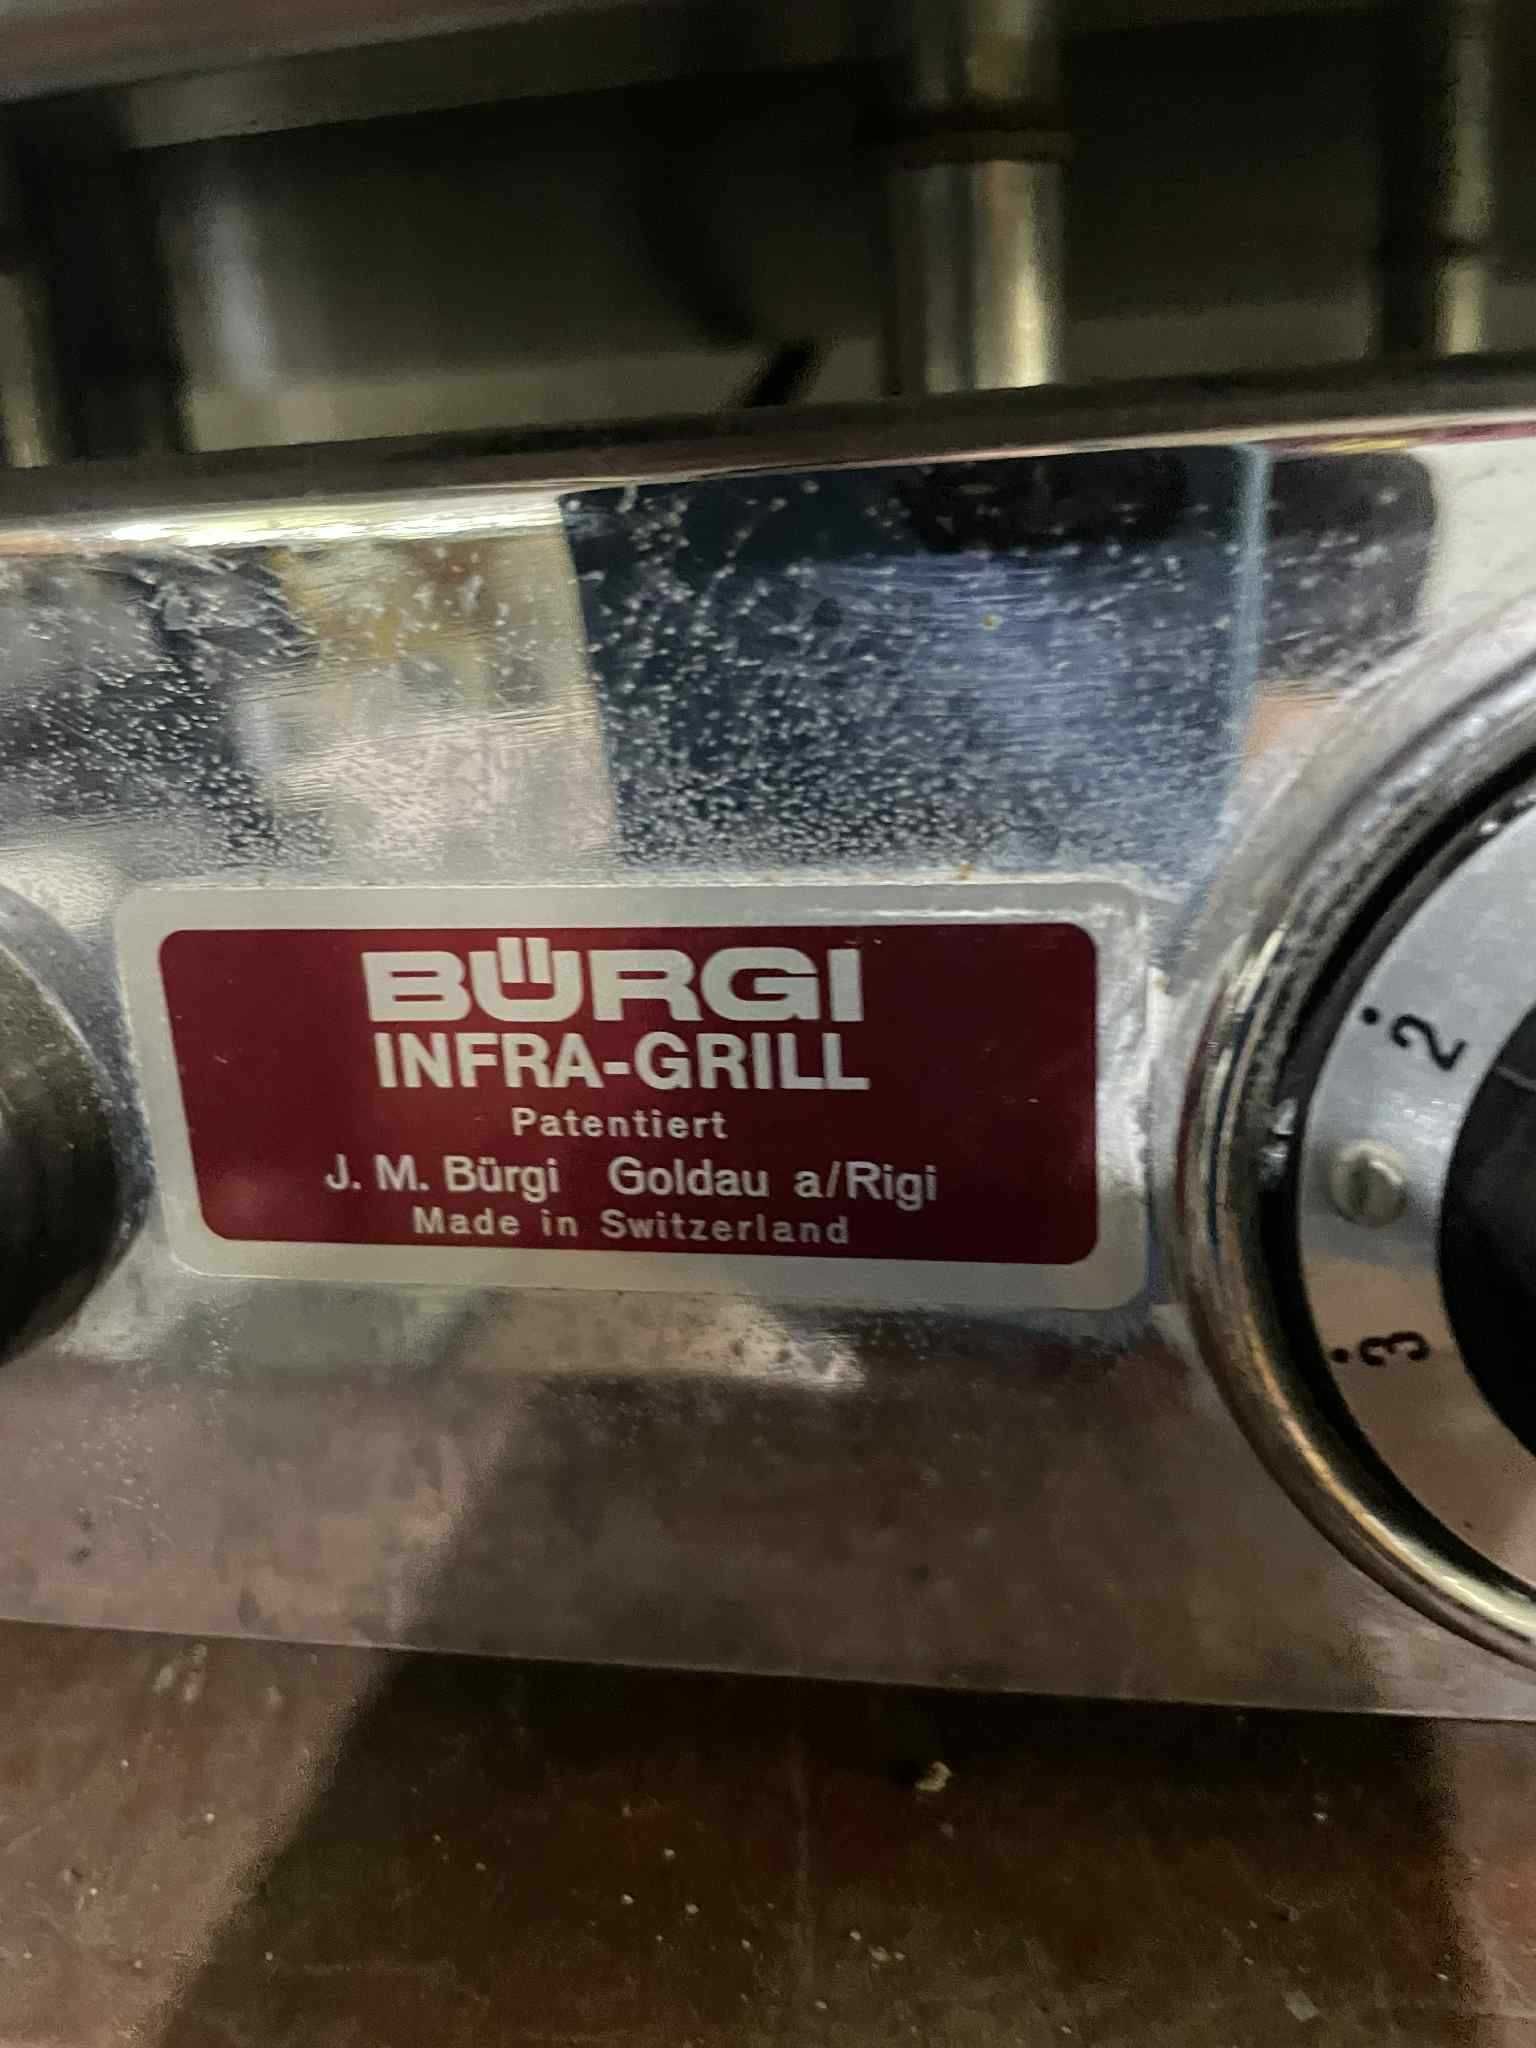 BÜRGI
INFRA-GRILL
Patentiert
J. M. Bürgi Goldau a/Rigi
Made in Switzerland
2
3